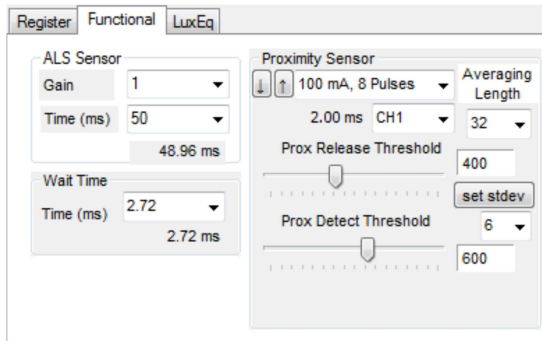 Register Functional LuxEq
ALS Sensor
Gain 1
Time (ms) 50
48.96 ms
Wait Time
Time (ms) 2.72
2.72 ms
Proximity Sensor
↓ ↑ 100 mA, 8 Pulses
2.00 ms CH1
Averaging
Length
32
Prox Release Threshold
400
set stdev
Prox Detect Threshold
6
600